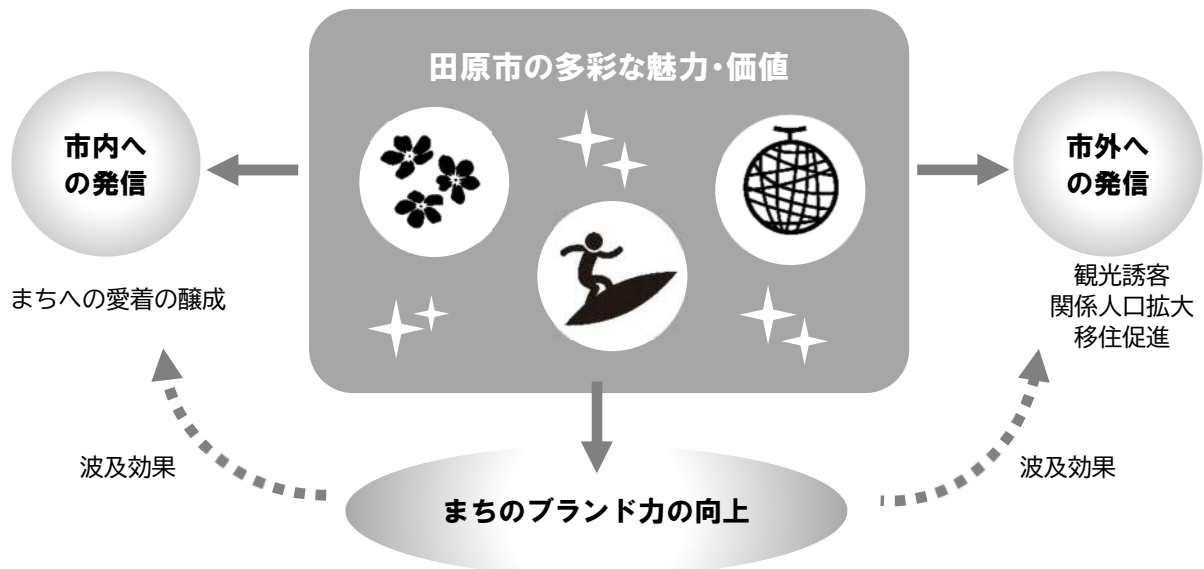 田原市の多彩な魅力・価値
市内へ
の発信
市外へ
の発信
まちへの愛着の醸成
観光誘客
関係人口拡大
移住促進
波及効果
波及効果
まちのブランド力の向上